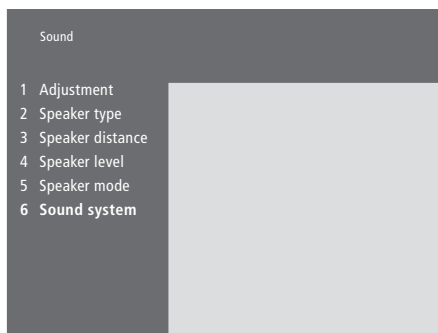 Sound
1 Adjustment
2 Speaker type
3 Speaker distance
4 Speaker level
5 Speaker mode
6 Sound system